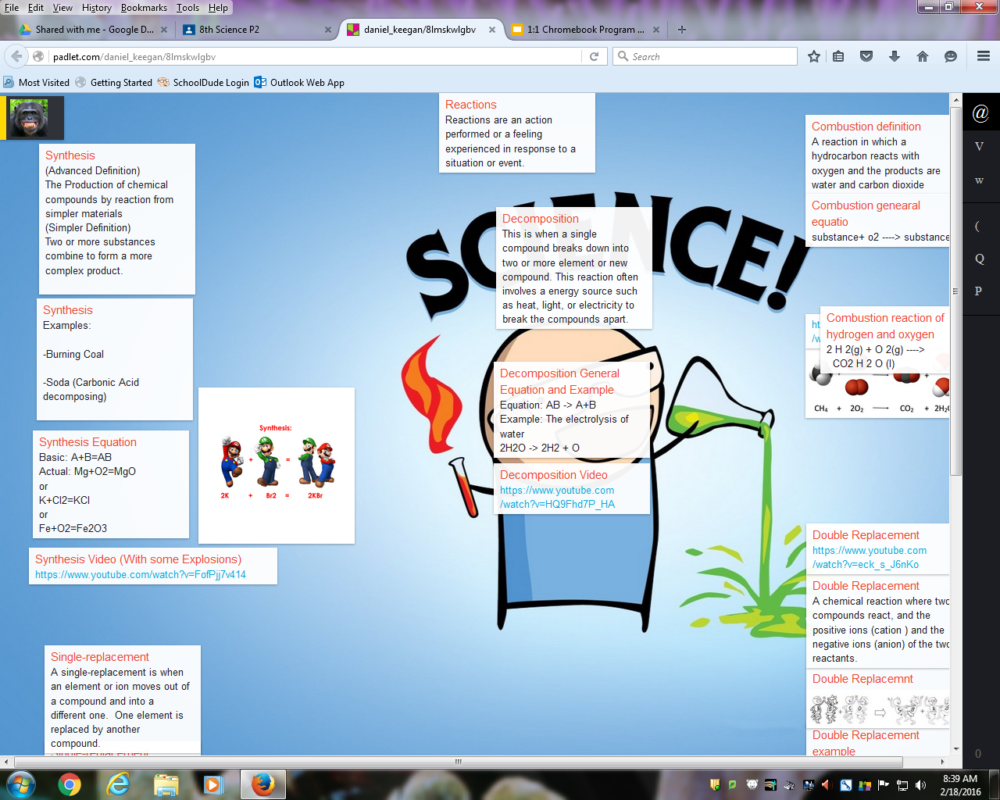 File Edit View History Bookmarks Tools Help
Shared with me - Google D...
8th Science P2
daniel_keegan/8lmskwlgbv
1:1 Chromebook Program ...
padlet.com/daniel_keegan/8lmskwlgbv
Search
Most Visited Getting Started SchoolDude Login Outlook Web App
SCIENCE!
Reactions
Reactions are an action
performed or a feeling
experienced in response to a
situation or event.
Synthesis
(Advanced Definition)
The Production of chemical
compounds by reaction from
simpler materials
(Simpler Definition)
Two or more substances
combine to form a more
complex product.
Synthesis
Examples:
-Burning Coal
-Soda (Carbonic Acid
decomposing)
Synthesis Equation
Basic: A+B=AB
Actual: Mg+O2=MgO
or
K+Cl2=KCl
or
Fe+O2=Fe2O3
Synthesis:
+ =
2K + Br2 = 2KBr
Synthesis Video (With some Explosions)
https://www.youtube.com/watch?v=FofPjj7v414
Single-replacement
A single-replacement is when
an element or ion moves out of
a compound and into a
different one.  One element is
replaced by another
compound.
Single-replacement
Decomposition
This is when a single
compound breaks down into
two or more element or new
compound. This reaction often
involves a energy source such
as heat, light, or electricity to
break the compounds apart.
Decomposition General
Equation and Example
Equation: AB -> A+B
Example: The electrolysis of
water
2H2O -> 2H2 + O
Decomposition Video
https://www.youtube.com
/watch?v=HQ9Fhd7P_HA
Combustion definition
A reaction in which a
hydrocarbon reacts with
oxygen and the products are
water and carbon dioxide
Combustion genearal
equatio
substance+ o2 ----> substance
Combustion reaction of
hydrogen and oxygen
2 H 2(g) + O 2(g) ---->
CO2 H 2 O (l)
CH₄ + 2O₂ → CO₂ + 2H₂O
Double Replacement
https://www.youtube.com
/watch?v=eck_s_J6nKo
Double Replacement
A chemical reaction where two
compounds react, and the
positive ions (cation ) and the
negative ions (anion) of the two
reactants.
Double Replacemnt
Double Replacement
example
@
V
w
(
Q
P
0
8:39 AM
2/18/2016